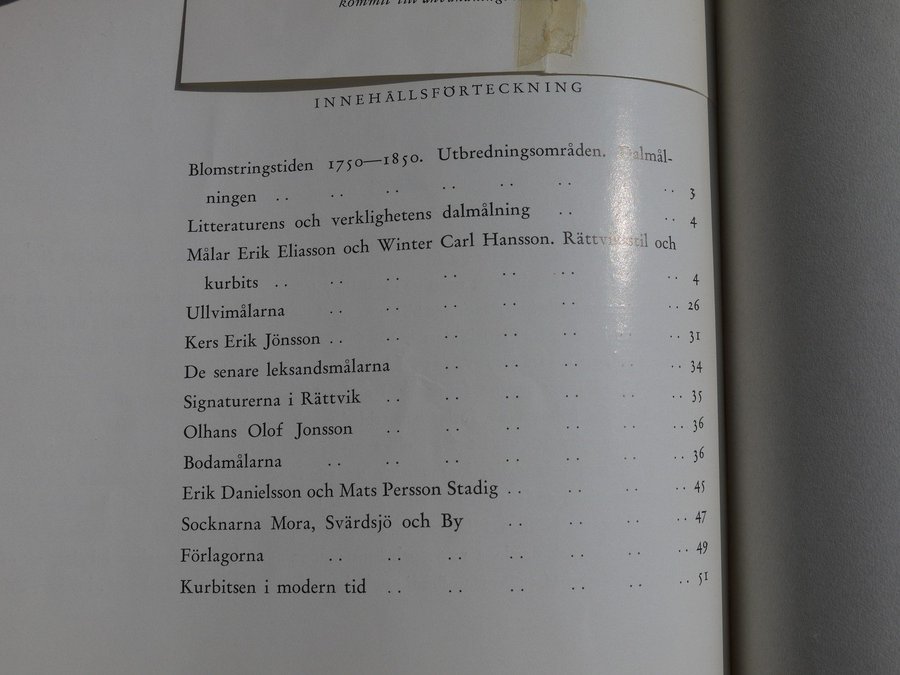 kommit till användning.
INNEHÅLLSFÖRTECKNING
Blomstringstiden 1750—1850. Utbredningsområden. Dalmål-
ningen .. .. .. .. .. .. .. 3
Litteraturens och verklighetens dalmålning .. .. 4
Målar Erik Eliasson och Winter Carl Hansson. Rättviksstil och
kurbits .. .. .. .. .. .. 4
Ullvimålarna .. .. .. .. .. .. 26
Kers Erik Jönsson .. .. .. .. .. .. 31
De senare leksandsmålarna .. .. .. .. .. 34
Signaturerna i Rättvik .. .. .. .. .. .. 35
Olhans Olof Jonsson .. .. .. .. .. .. 36
Bodamålarna .. .. .. .. .. .. .. 36
Erik Danielsson och Mats Persson Stadig .. .. .. .. 45
Socknarna Mora, Svärdsjö och By .. .. .. .. 47
Förlagorna .. .. .. .. .. .. .. 49
Kurbitsen i modern tid .. .. .. .. .. .. 51